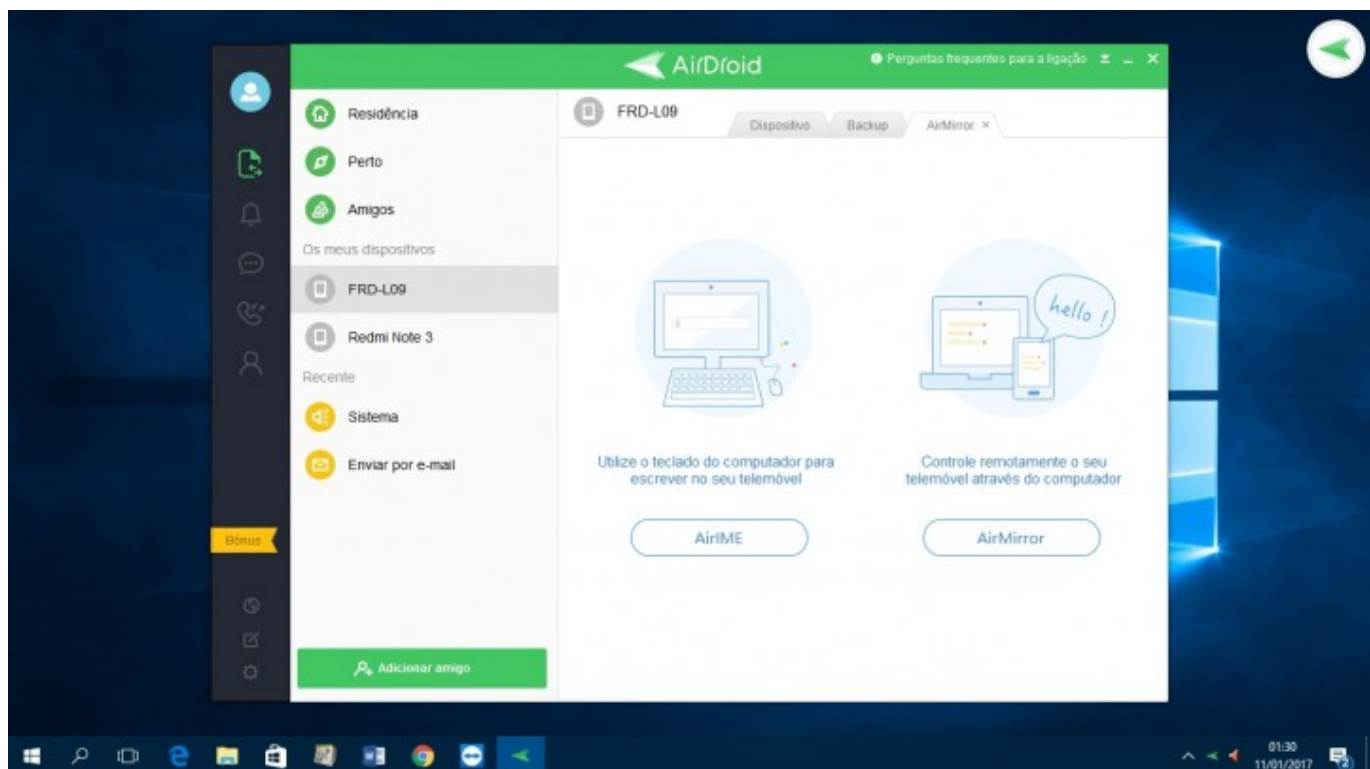 AirDroid
Perguntas frequentes para a ligação
Residência
Perto
Amigos
Os meus dispositivos
FRD-L09
Redmi Note 3
Recente
Sistema
Enviar por e-mail
Bónus
Adicionar amigo
FRD-L09
Dispositivo
Backup
AirMirror
hello !
Utilize o teclado do computador para
escrever no seu telemóvel
AirIME
Controle remotamente o seu
telemóvel através do computador
AirMirror
01:30
11/01/2017